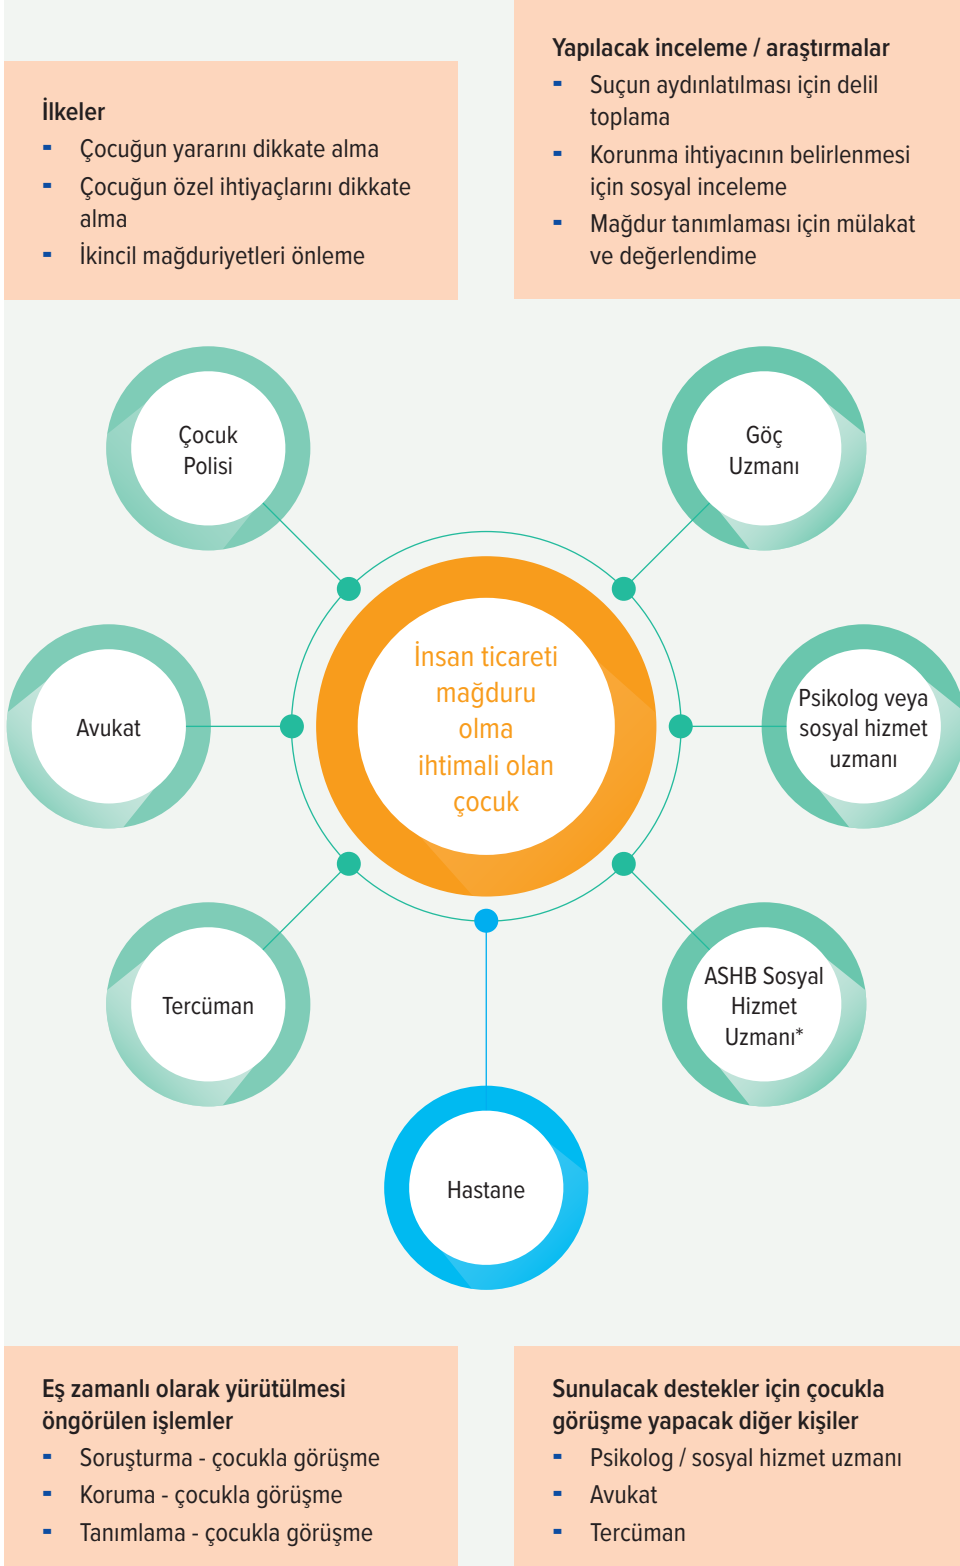 İlkeler
- Çocuğun yararını dikkate alma
- Çocuğun özel ihtiyaçlarını dikkate
alma
- İkincil mağduriyetleri önleme
Yapılacak inceleme / araştırmalar
- Suçun aydınlatılması için delil
toplama
- Korunma ihtiyacının belirlenmesi
için sosyal inceleme
- Mağdur tanımlaması için mülakat
ve değerlendime
Çocuk
Polisi
Göç
Uzmanı
İnsan ticareti
mağduru
olma
ihtimali olan
çocuk
Avukat
Psikolog veya
sosyal hizmet
uzmanı
Tercüman
ASHB Sosyal
Hizmet
Uzmanı*
Hastane
Eş zamanlı olarak yürütülmesi
öngörülen işlemler
- Soruşturma - çocukla görüşme
- Koruma - çocukla görüşme
- Tanımlama - çocukla görüşme
Sunulacak destekler için çocukla
görüşme yapacak diğer kişiler
- Psikolog / sosyal hizmet uzmanı
- Avukat
- Tercüman